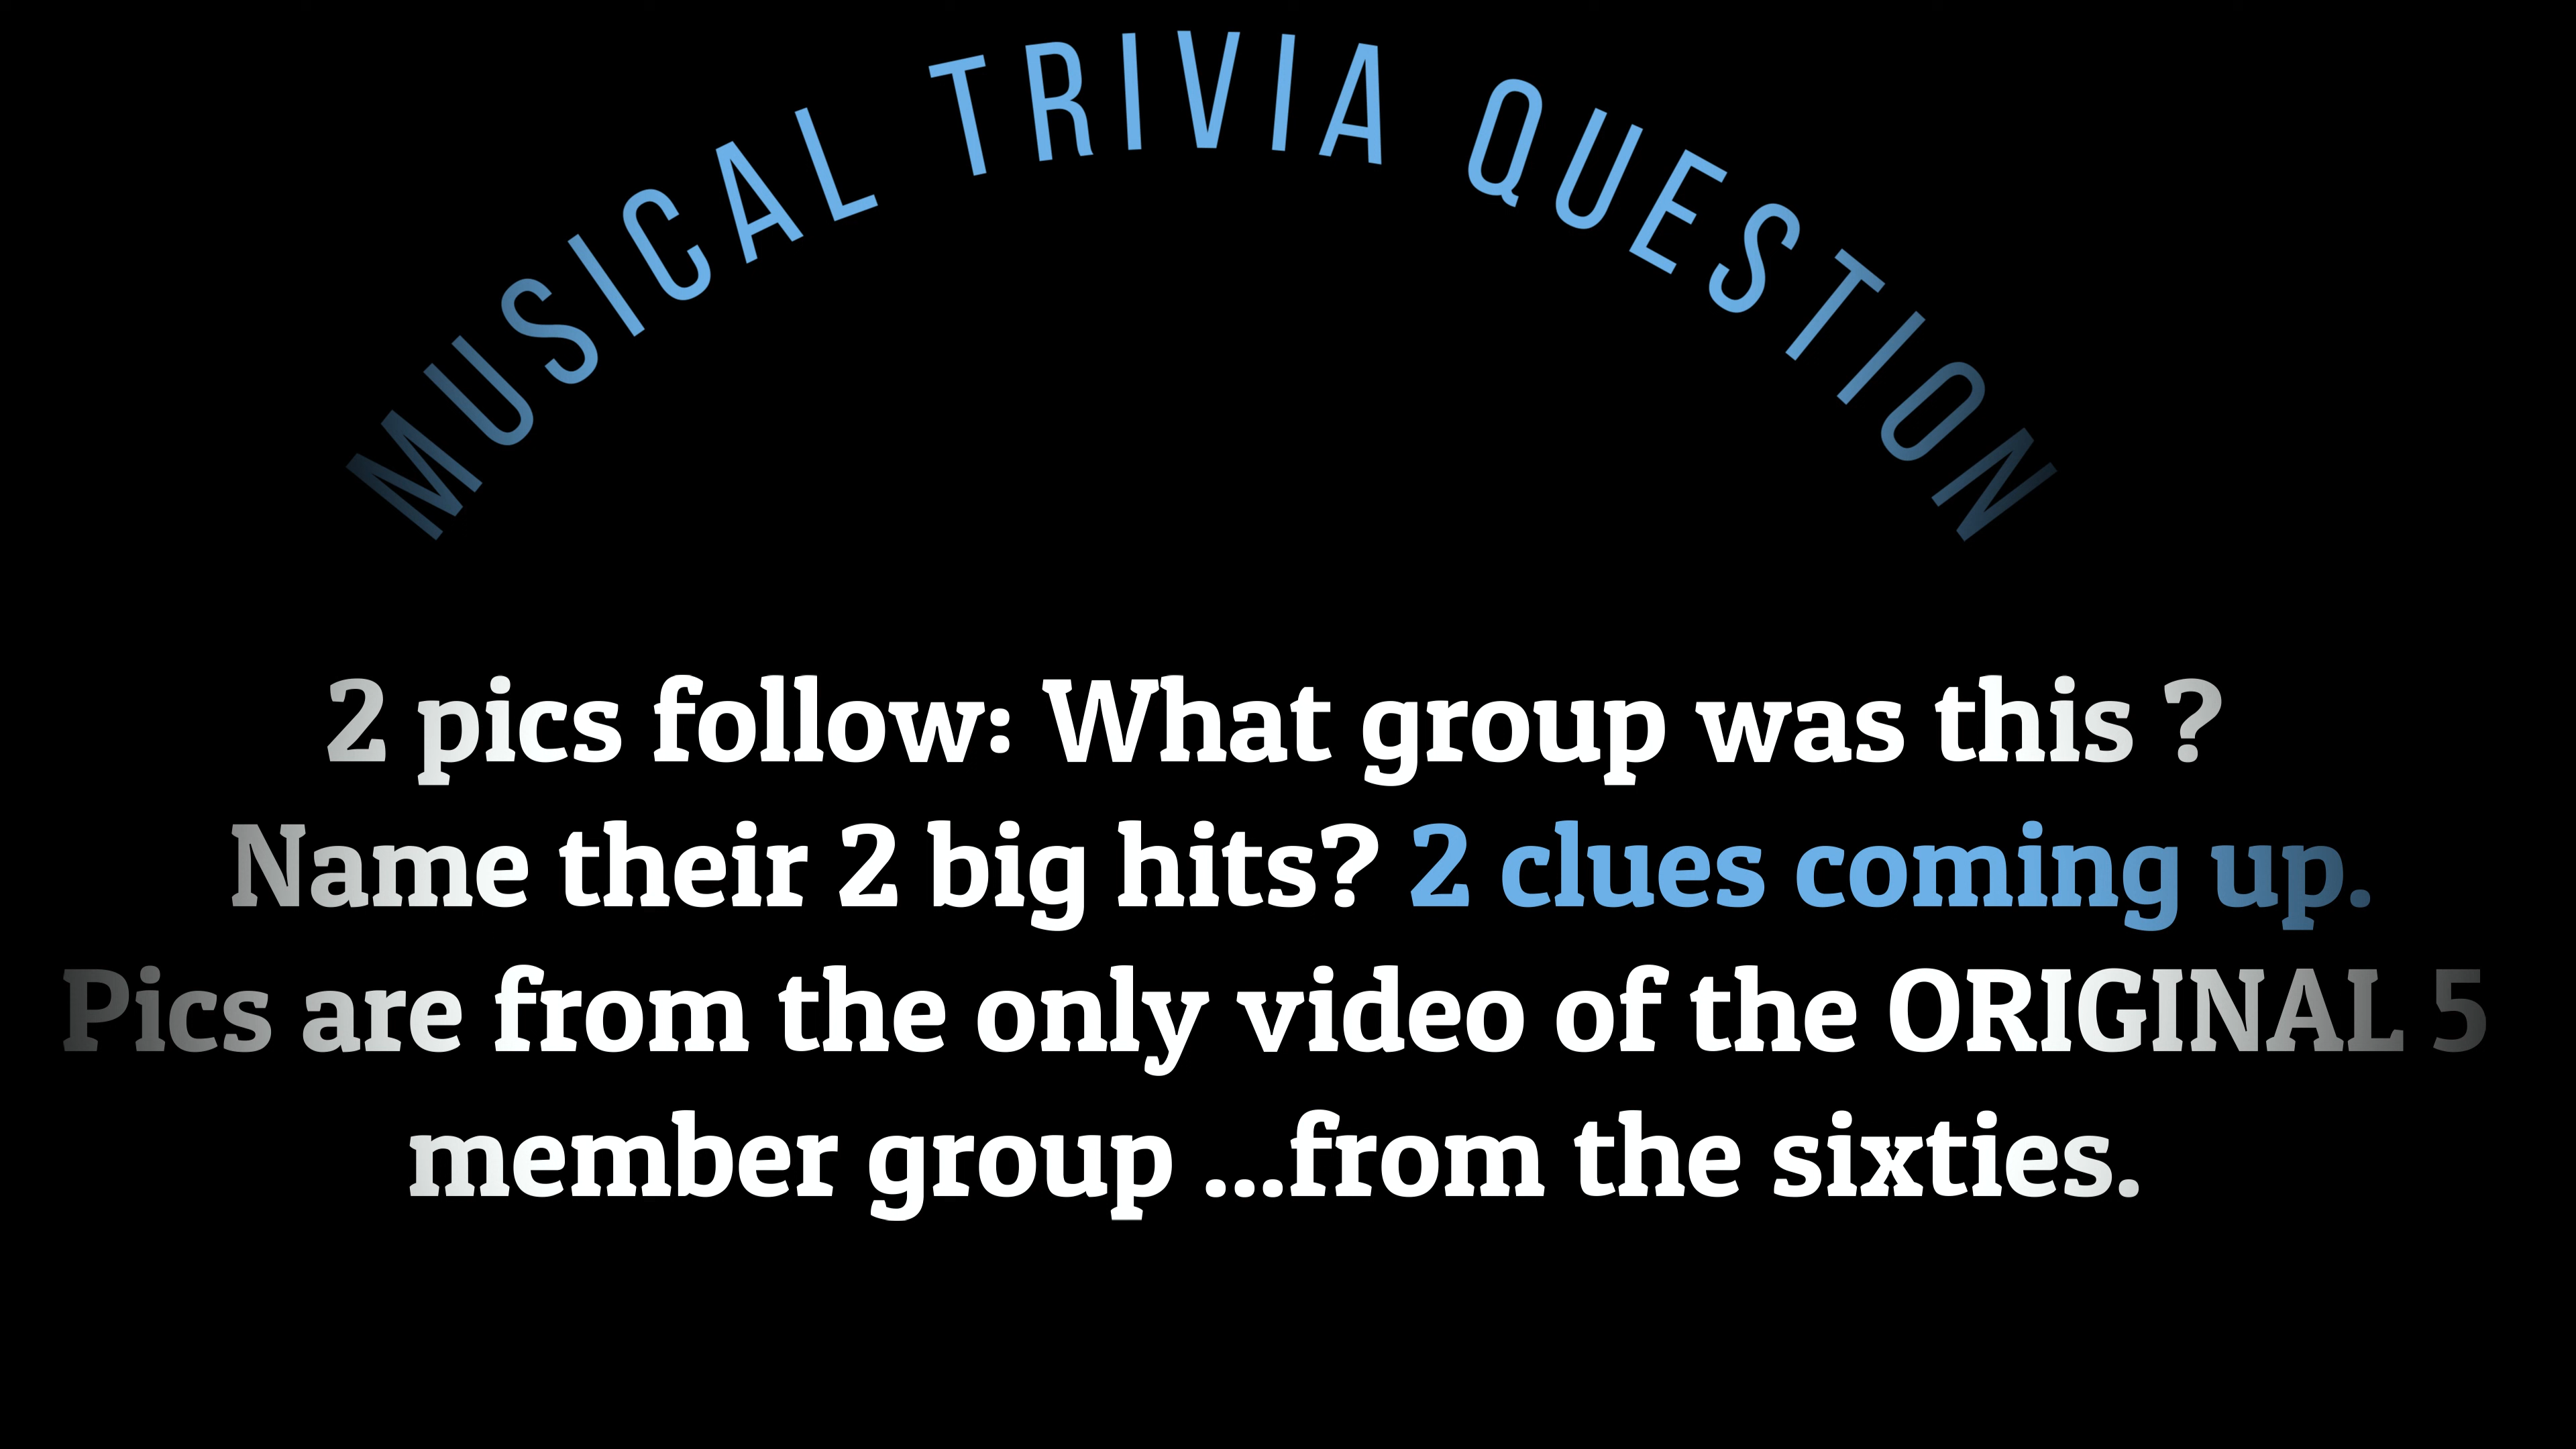 MUSICAL TRIVIA QUESTION
2 pics follow: What group was this ?
Name their 2 big hits? 2 clues coming up.
Pics are from the only video of the ORIGINAL 5
member group ...from the sixties.